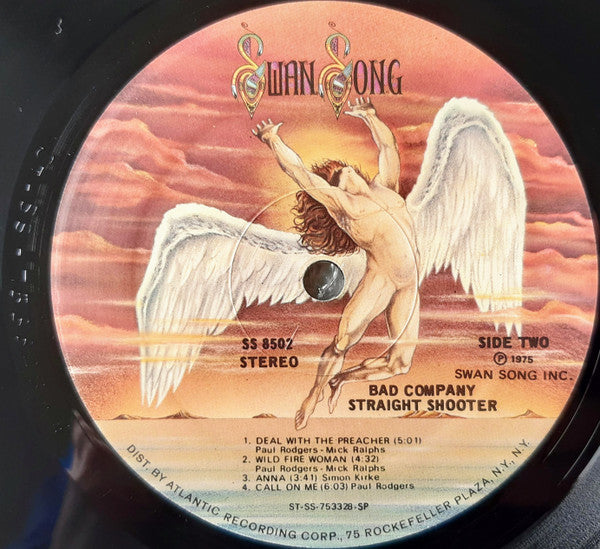 Swan Song
SS 8502
STEREO
SIDE TWO
Ⓟ 1975
SWAN SONG INC.
BAD COMPANY
STRAIGHT SHOOTER
1. DEAL WITH THE PREACHER (5:01)
Paul Rodgers - Mick Ralphs
2. WILD FIRE WOMAN (4:32)
Paul Rodgers - Mick Ralphs
3. ANNA (3:41) Simon Kirke
4. CALL ON ME (6:03) Paul Rodgers
ST-SS-753328-SP
DIST. BY ATLANTIC RECORDING CORP., 75 ROCKEFELLER PLAZA, N.Y., N.Y.